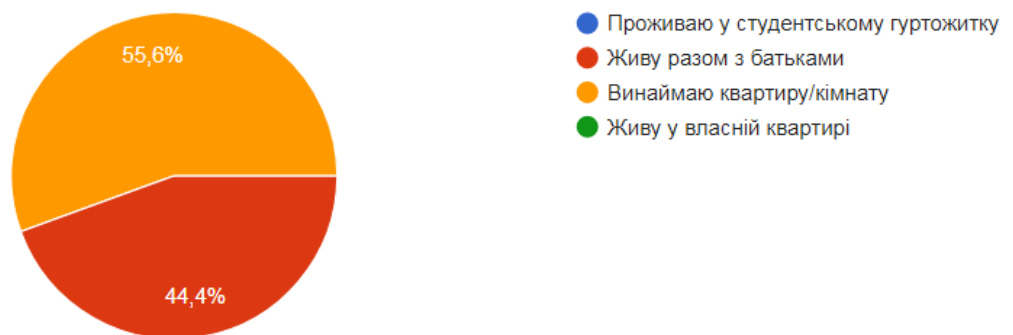 55,6%
44,4%
Проживаю у студентському гуртожитку
Живу разом з батьками
Винаймаю квартиру/кімнату
Живу у власній квартирі